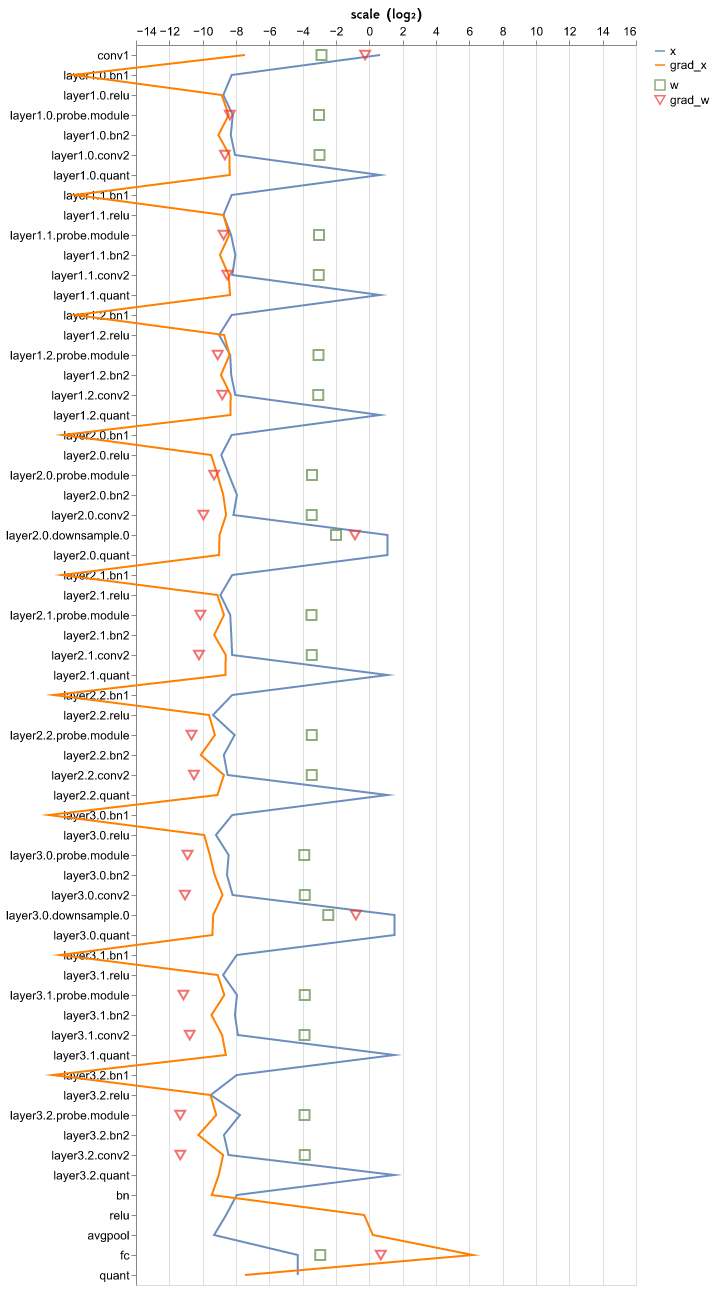 scale (log₂)
−14 −12 −10 −8 −6 −4 −2 0 2 4 6 8 10 12 14 16
x
grad_x
w
grad_w
conv1
layer1.0.bn1
layer1.0.relu
layer1.0.probe.module
layer1.0.bn2
layer1.0.conv2
layer1.0.quant
layer1.1.bn1
layer1.1.relu
layer1.1.probe.module
layer1.1.bn2
layer1.1.conv2
layer1.1.quant
layer1.2.bn1
layer1.2.relu
layer1.2.probe.module
layer1.2.bn2
layer1.2.conv2
layer1.2.quant
layer2.0.bn1
layer2.0.relu
layer2.0.probe.module
layer2.0.bn2
layer2.0.conv2
layer2.0.downsample.0
layer2.0.quant
layer2.1.bn1
layer2.1.relu
layer2.1.probe.module
layer2.1.bn2
layer2.1.conv2
layer2.1.quant
layer2.2.bn1
layer2.2.relu
layer2.2.probe.module
layer2.2.bn2
layer2.2.conv2
layer2.2.quant
layer3.0.bn1
layer3.0.relu
layer3.0.probe.module
layer3.0.bn2
layer3.0.conv2
layer3.0.downsample.0
layer3.0.quant
layer3.1.bn1
layer3.1.relu
layer3.1.probe.module
layer3.1.bn2
layer3.1.conv2
layer3.1.quant
layer3.2.bn1
layer3.2.relu
layer3.2.probe.module
layer3.2.bn2
layer3.2.conv2
layer3.2.quant
bn
relu
avgpool
fc
quant